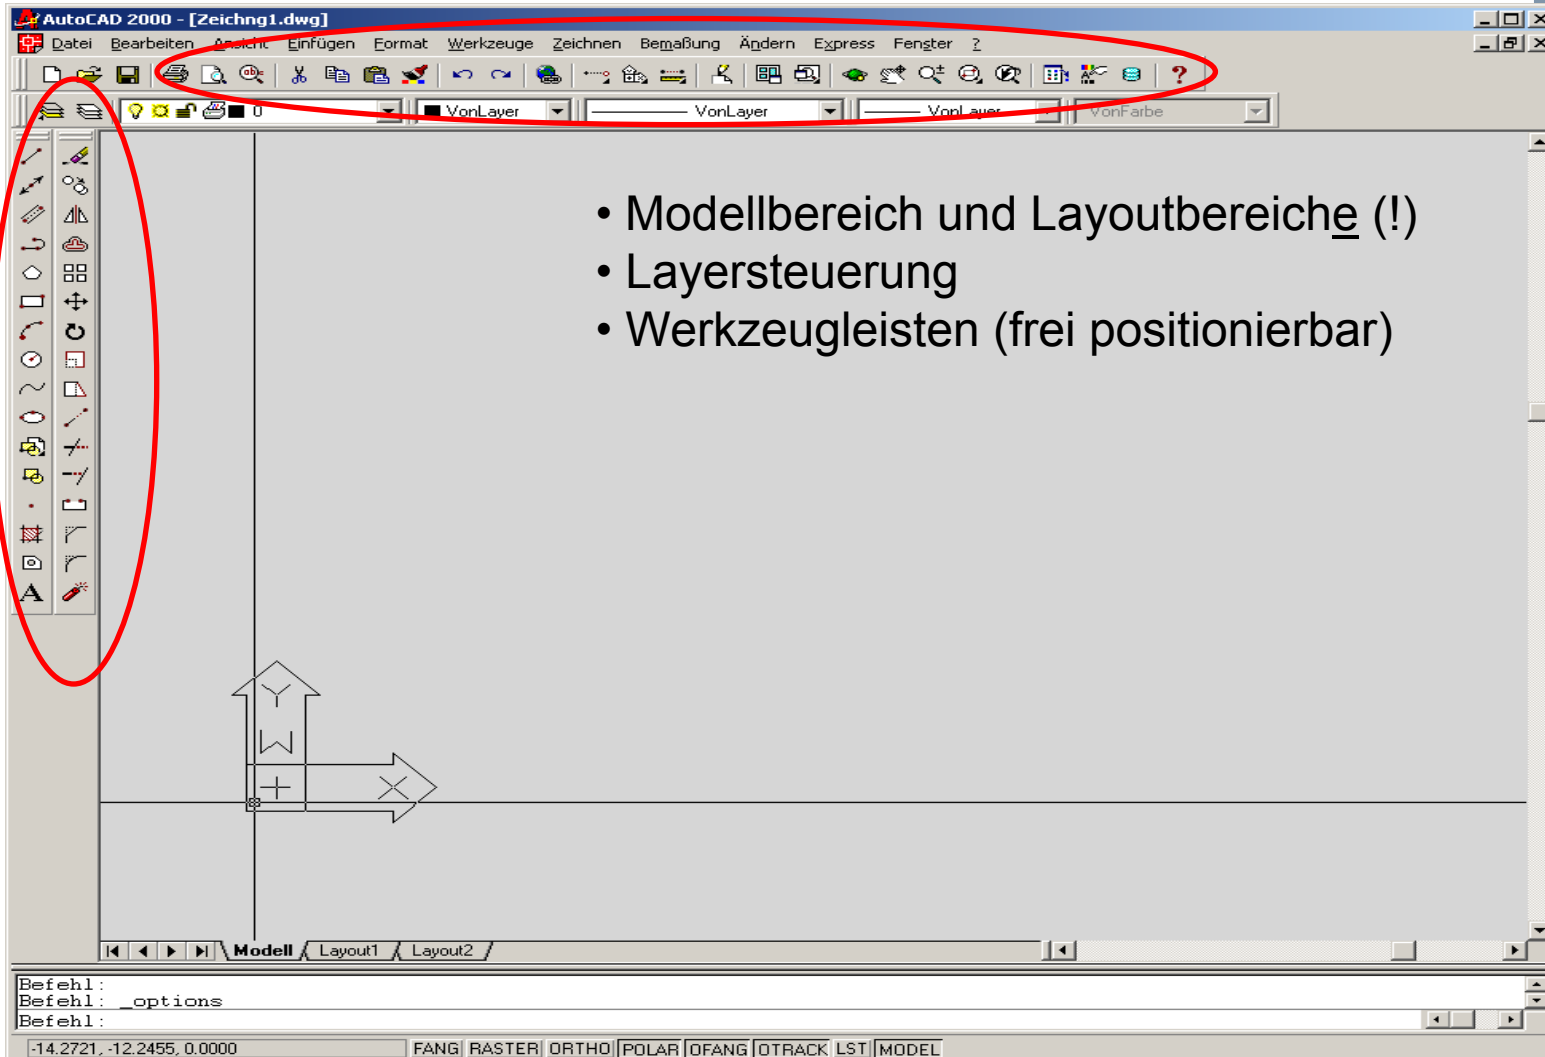 AutoCAD 2000 - [Zeichng1.dwg]
Datei Bearbeiten Ansicht Einfügen Format Werkzeuge Zeichnen Bemaßung Ändern Express Fenster ?
0 VonLayer VonLayer VonLayer VonFarbe
• Modellbereich und Layoutbereiche (!)
• Layersteuerung
• Werkzeugleisten (frei positionierbar)
Y
W
X
Modell Layout1 Layout2
Befehl:
Befehl: _options
Befehl:
-14.2721, -12.2455, 0.0000 FANG RASTER ORTHO POLAR OFANG OTRACK LST MODEL